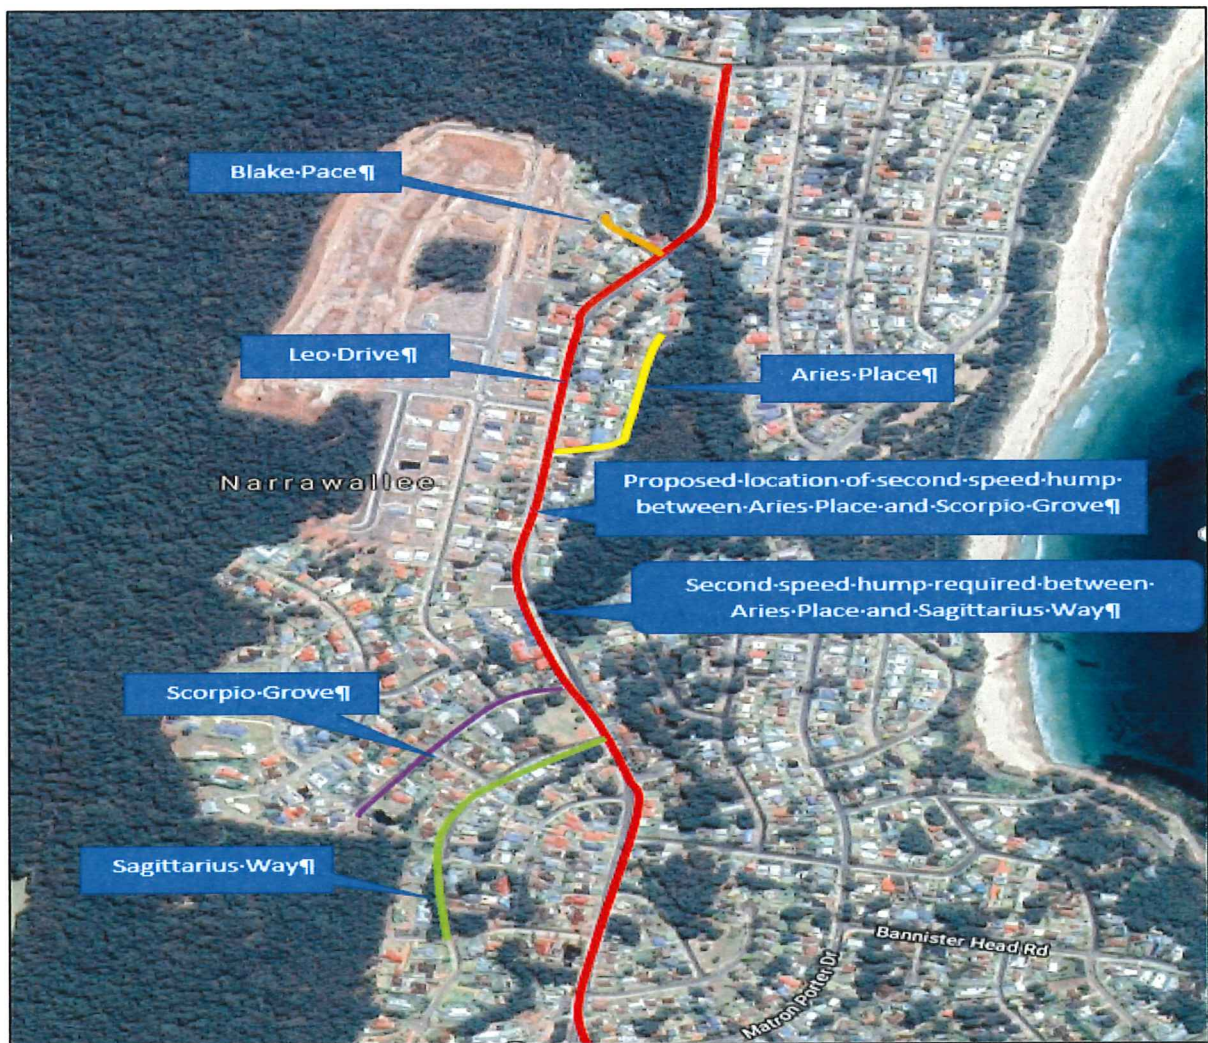 Blake·Pace¶
Leo·Drive¶
Aries·Place¶
Narrawallee
Proposed·location·of·second·speed·hump·
between·Aries·Place·and·Scorpio·Grove¶
Second·speed·hump·required·between·
Aries·Place·and·Sagittarius·Way¶
Scorpio·Grove¶
Sagittarius·Way¶
Bannister Head Rd
Matron Porter Dr